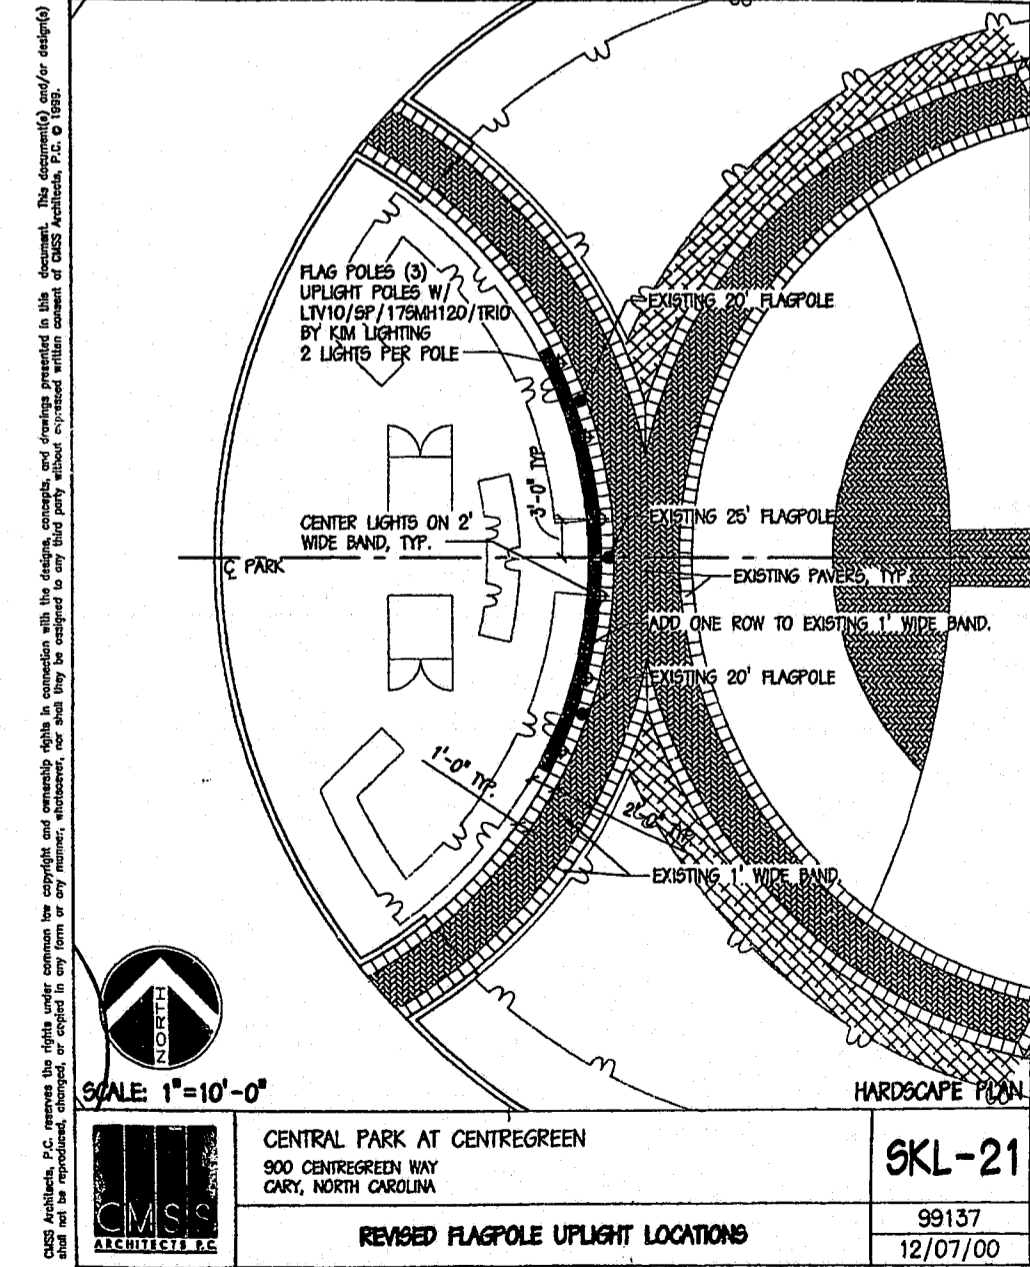 CMSS Architects, P.C. reserves the rights under common law copyright and ownership rights in connection with the designs, concepts, and drawings presented in this document. This document(s) and/or design(s)
shall not be reproduced, changed, or copied in any form or any manner, whatsoever, nor shall they be assigned to any third party without expressed written consent of CMSS Architects, P.C. © 1999.
FLAG POLES (3)
UPLIGHT POLES W/
LTV10/SP/175MH120/TRIO
BY KIM LIGHTING
2 LIGHTS PER POLE
EXISTING 20' FLAGPOLE
3'-0" TYP.
CENTER LIGHTS ON 2'
WIDE BAND, TYP.
EXISTING 25' FLAGPOLE
℄ PARK
EXISTING PAVERS, TYP.
ADD ONE ROW TO EXISTING 1' WIDE BAND.
EXISTING 20' FLAGPOLE
1'-0" TYP.
2'-0" TYP.
EXISTING 1' WIDE BAND.
NORTH
SCALE: 1"=10'-0"
HARDSCAPE PLAN
CMSS
ARCHITECTS P.C.
CENTRAL PARK AT CENTREGREEN
900 CENTREGREEN WAY
CARY, NORTH CAROLINA
SKL-21
REVISED FLAGPOLE UPLIGHT LOCATIONS
99137
12/07/00